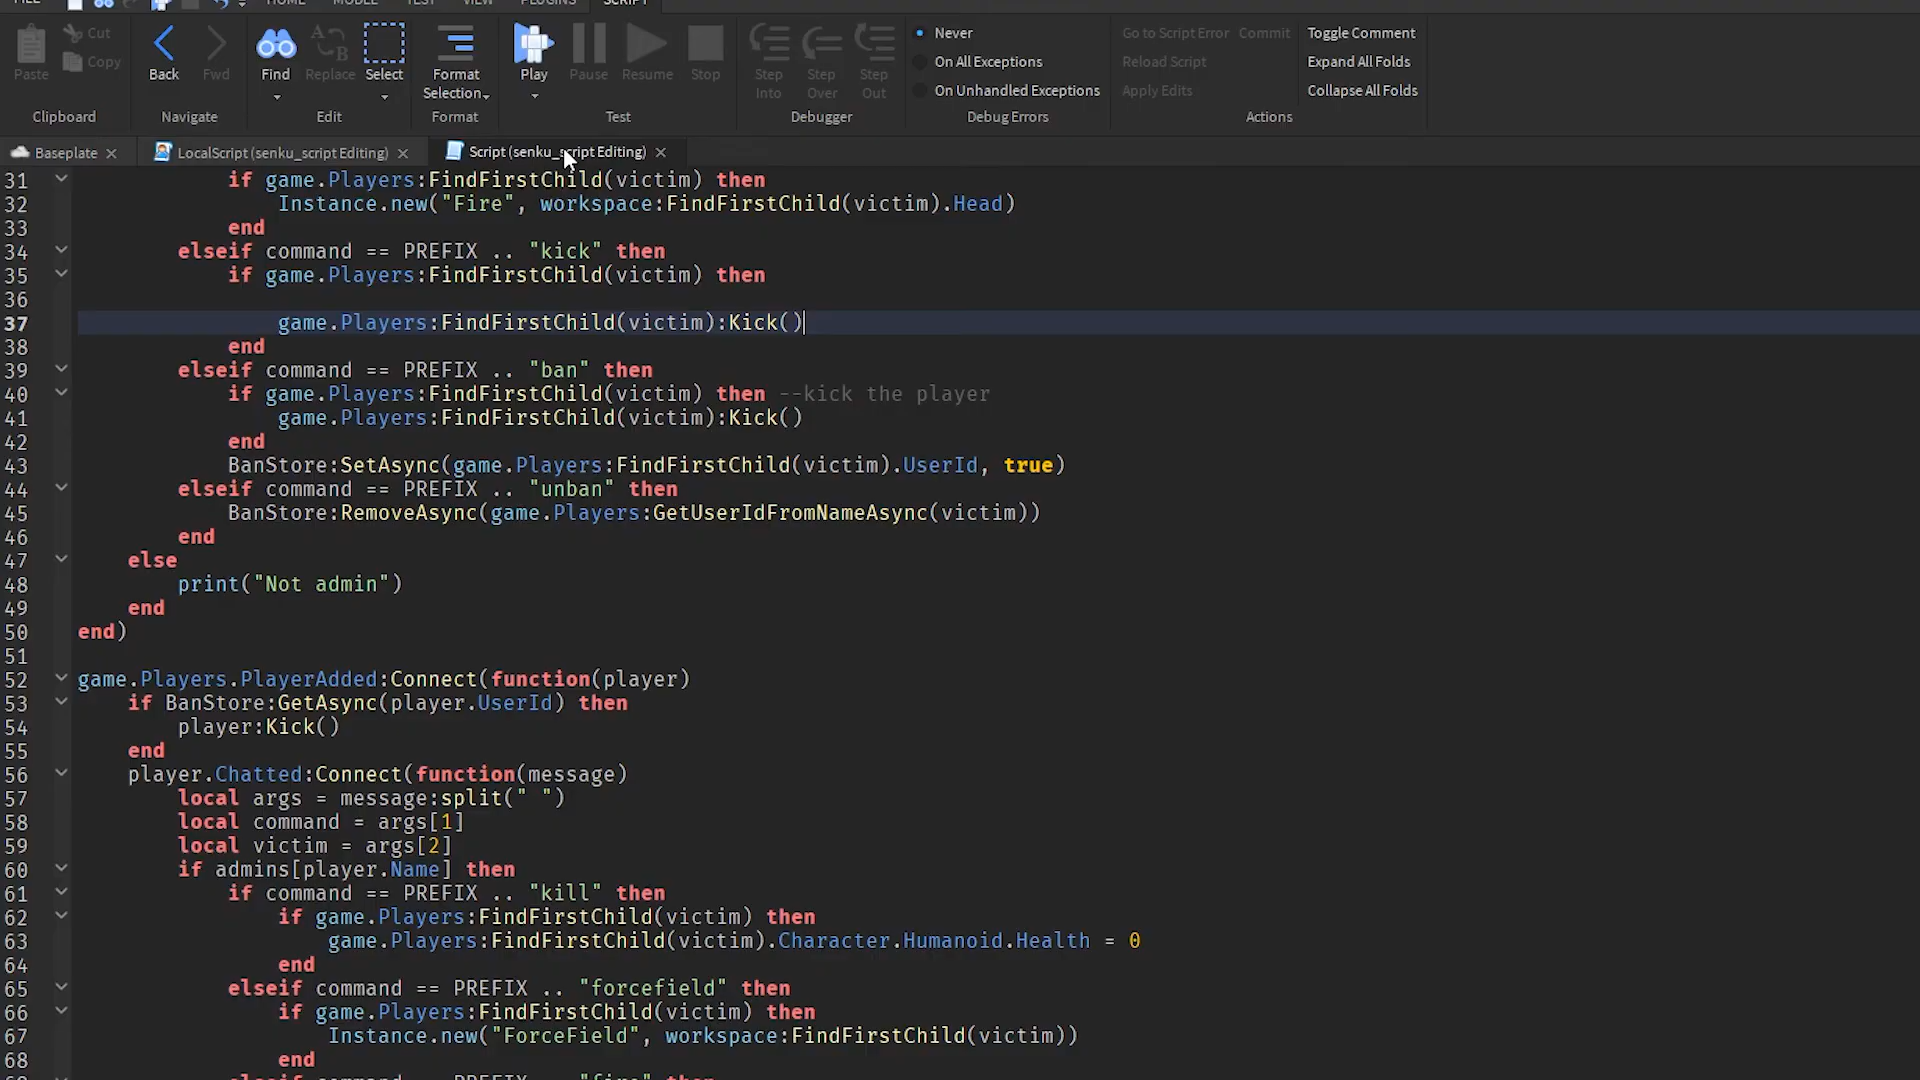 FILE HOME MODEL TEST VIEW PLUGINS SCRIPT
Paste Cut Copy Clipboard
Back Fwd Navigate
Find Replace Select Edit
Format Selection Format
Play Pause Resume Stop Test
Step Into Step Over Step Out Debugger
Never
On All Exceptions
On Unhandled Exceptions
Debug Errors
Go to Script Error Commit
Reload Script
Apply Edits
Toggle Comment
Expand All Folds
Collapse All Folds
Actions
Baseplate LocalScript (senku_script Editing) Script (senku_script Editing)
31 if game.Players:FindFirstChild(victim) then
32 Instance.new("Fire", workspace:FindFirstChild(victim).Head)
33 end
34 elseif command == PREFIX .. "kick" then
35 if game.Players:FindFirstChild(victim) then
36
37 game.Players:FindFirstChild(victim):Kick()
38 end
39 elseif command == PREFIX .. "ban" then
40 if game.Players:FindFirstChild(victim) then --kick the player
41 game.Players:FindFirstChild(victim):Kick()
42 end
43 BanStore:SetAsync(game.Players:FindFirstChild(victim).UserId, true)
44 elseif command == PREFIX .. "unban" then
45 BanStore:RemoveAsync(game.Players:GetUserIdFromNameAsync(victim))
46 end
47 else
48 print("Not admin")
49 end
50 end)
51
52 game.Players.PlayerAdded:Connect(function(player)
53 if BanStore:GetAsync(player.UserId) then
54 player:Kick()
55 end
56 player.Chatted:Connect(function(message)
57 local args = message:split(" ")
58 local command = args[1]
59 local victim = args[2]
60 if admins[player.Name] then
61 if command == PREFIX .. "kill" then
62 if game.Players:FindFirstChild(victim) then
63 game.Players:FindFirstChild(victim).Character.Humanoid.Health = 0
64 end
65 elseif command == PREFIX .. "forcefield" then
66 if game.Players:FindFirstChild(victim) then
67 Instance.new("ForceField", workspace:FindFirstChild(victim))
68 end
elseif command == PREFIX .. "fire" then